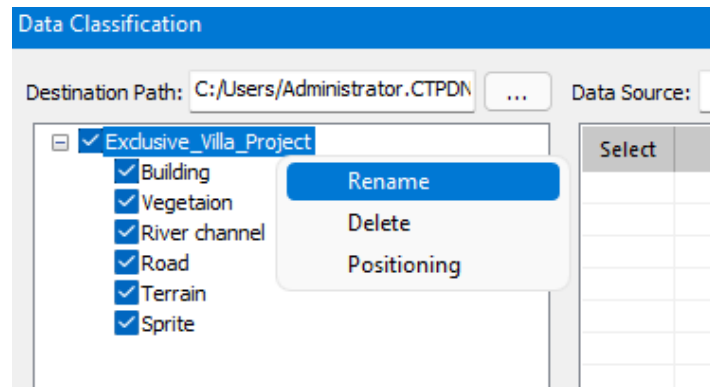 Data Classification
Destination Path: C:/Users/Administrator.CTPDN ... Data Source:
Exclusive_Villa_Project
Select
Building
Rename
Vegetaion
Delete
River channel
Road
Positioning
Terrain
Sprite